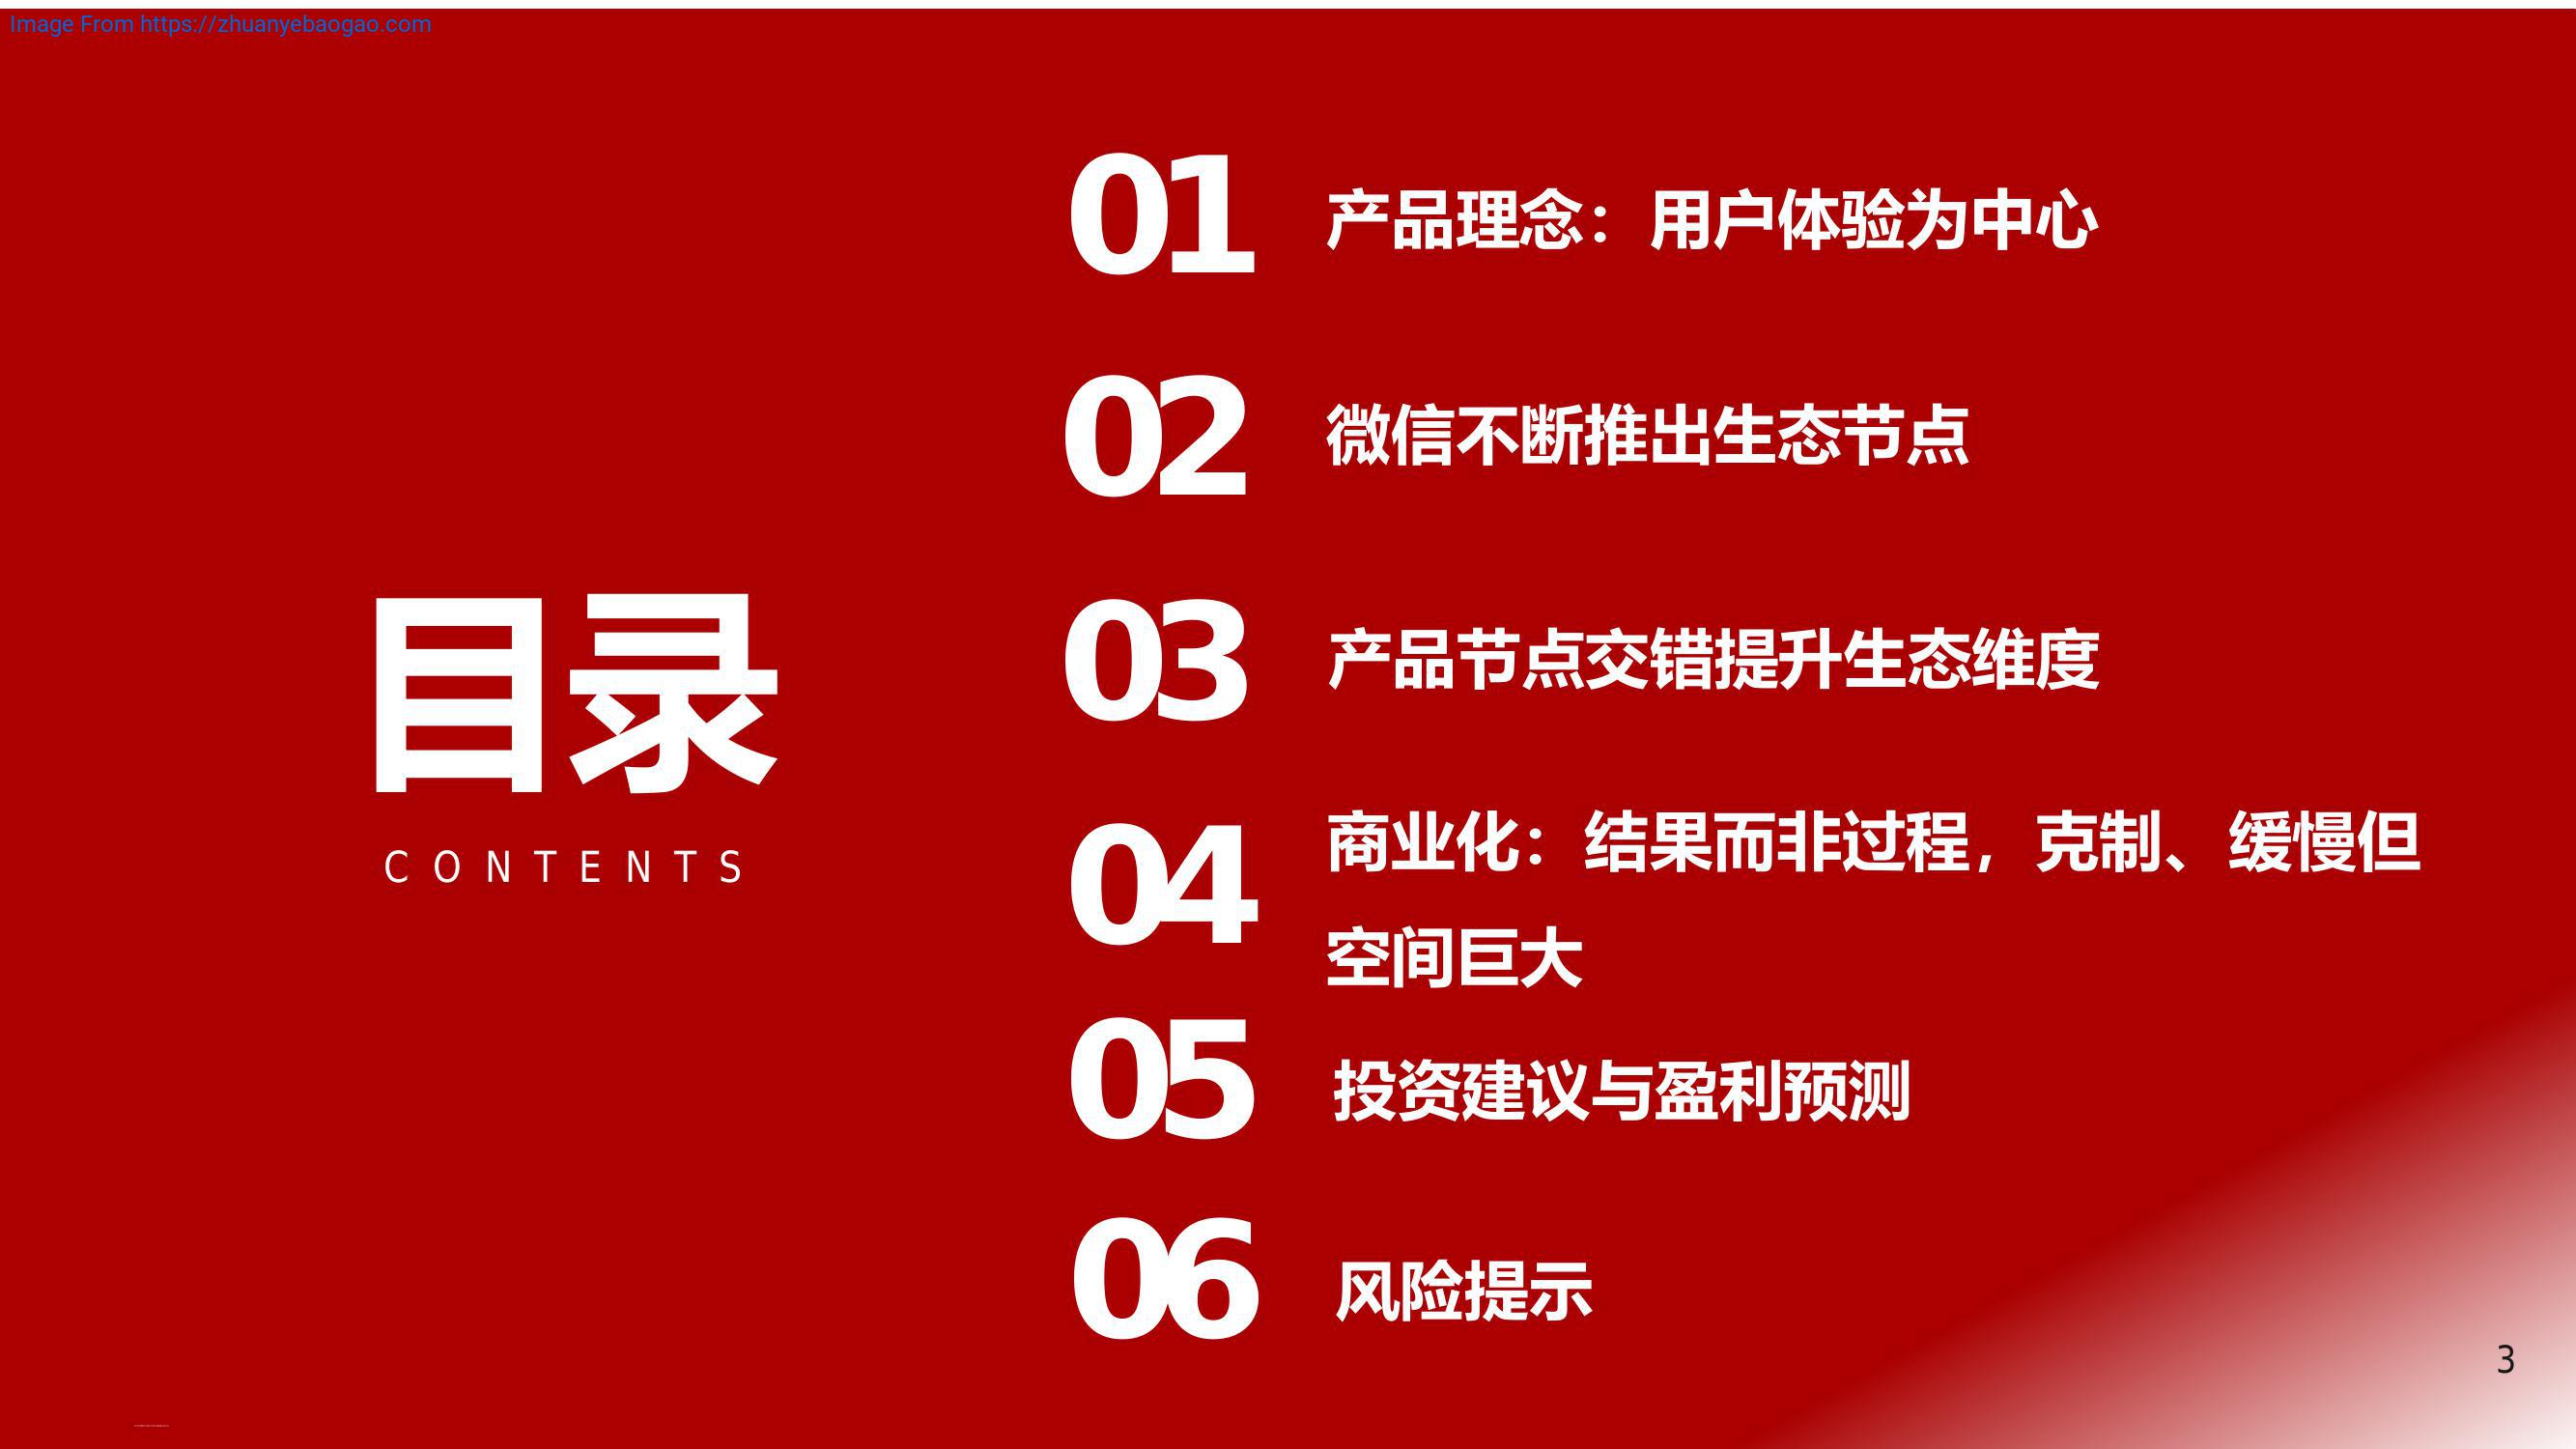 Image From https://zhuanyebaogao.com
目录
CONTENTS
01 产品理念：用户体验为中心
02 微信不断推出生态节点
03 产品节点交错提升生态维度
04 商业化：结果而非过程，克制、缓慢但
空间巨大
05 投资建议与盈利预测
06 风险提示
3